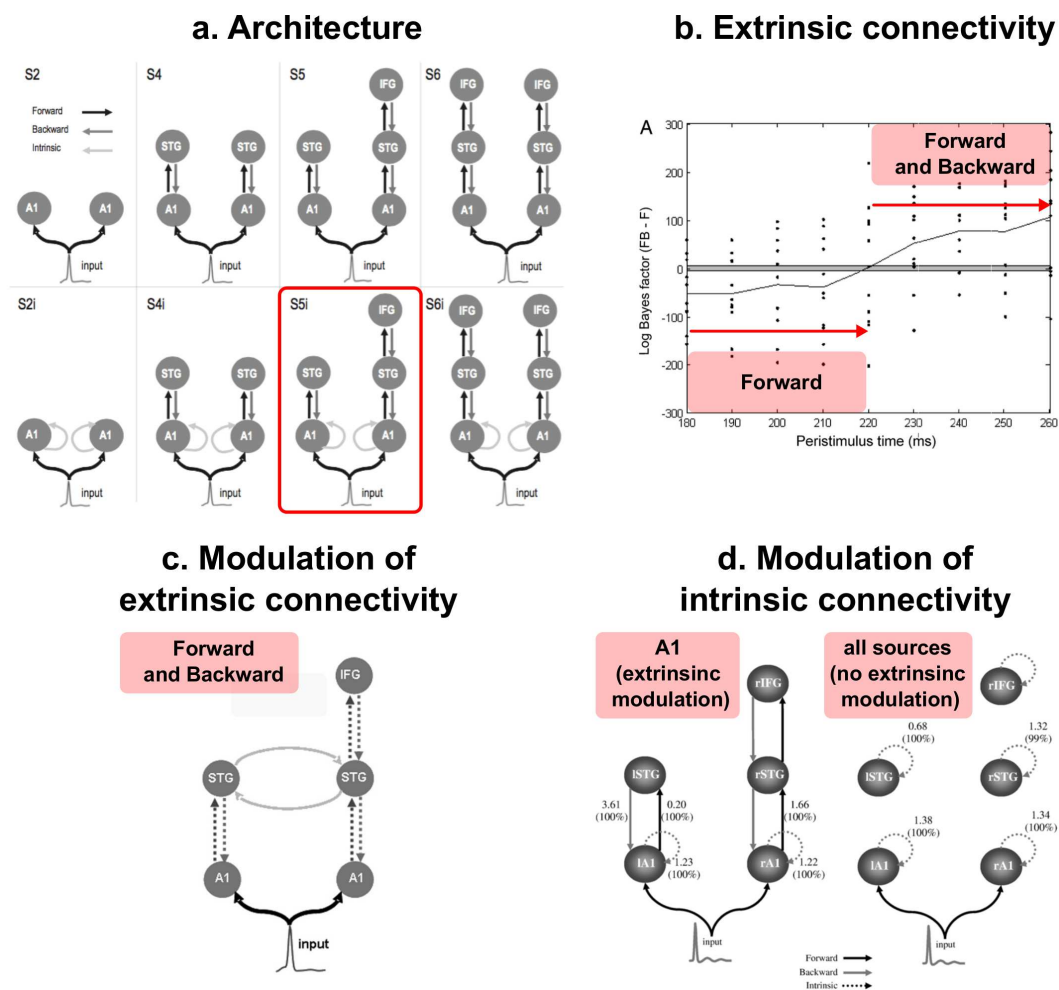 a. Architecture
S2
S4
S5
S6
Forward
Backward
Intrinsic
IFG
IFG
IFG
STG
STG
STG
STG
STG
STG
A1
A1
A1
A1
A1
A1
A1
A1
input
input
input
input
S2i
S4i
S5i
S6i
IFG
IFG
IFG
STG
STG
STG
STG
STG
STG
A1
A1
A1
A1
A1
A1
A1
A1
input
input
input
input
b. Extrinsic connectivity
A
Log Bayes factor (FB - F)
300
200
100
0
-100
-200
-300
Forward
and Backward
Forward
180
190
200
210
220
230
240
250
260
Peristimulus time (ms)
c. Modulation of
extrinsic connectivity
Forward
and Backward
IFG
STG
STG
A1
A1
input
d. Modulation of
intrinsic connectivity
A1
(extrinsinc
modulation)
rIFG
lSTG
rSTG
3.61
(100%)
0.20
(100%)
1.66
(100%)
lA1
1.23
(100%)
rA1
1.22
(100%)
input
all sources
(no extrinsinc
modulation)
rIFG
0.68
(100%)
1.32
(99%)
lSTG
rSTG
1.38
(100%)
1.34
(100%)
lA1
rA1
input
Forward
Backward
Intrinsic